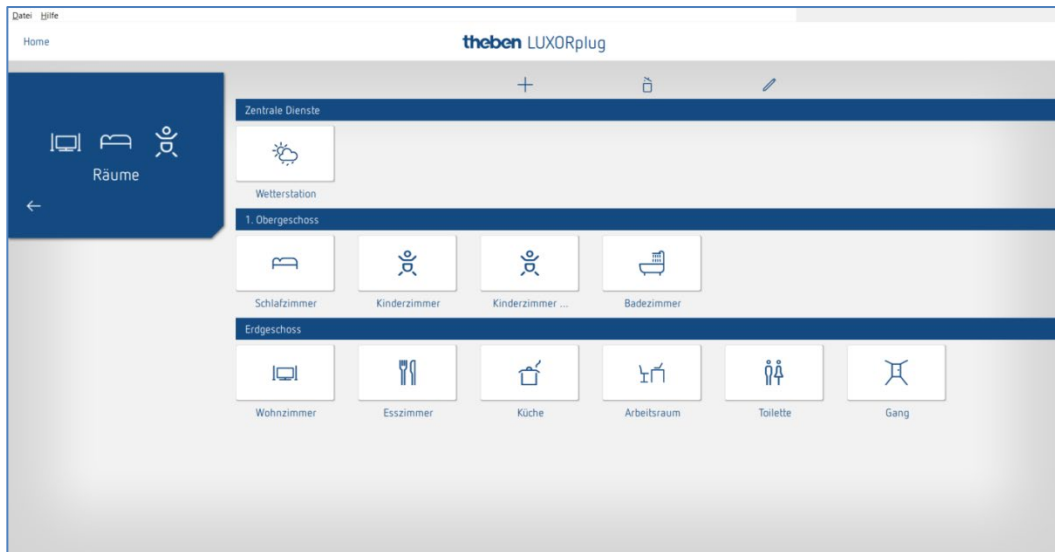 Datei Hilfe
Home
theben LUXORplug
Räume
Zentrale Dienste
Wetterstation
1. Obergeschoss
Schlafzimmer Kinderzimmer Kinderzimmer ... Badezimmer
Erdgeschoss
Wohnzimmer Esszimmer Küche Arbeitsraum Toilette Gang